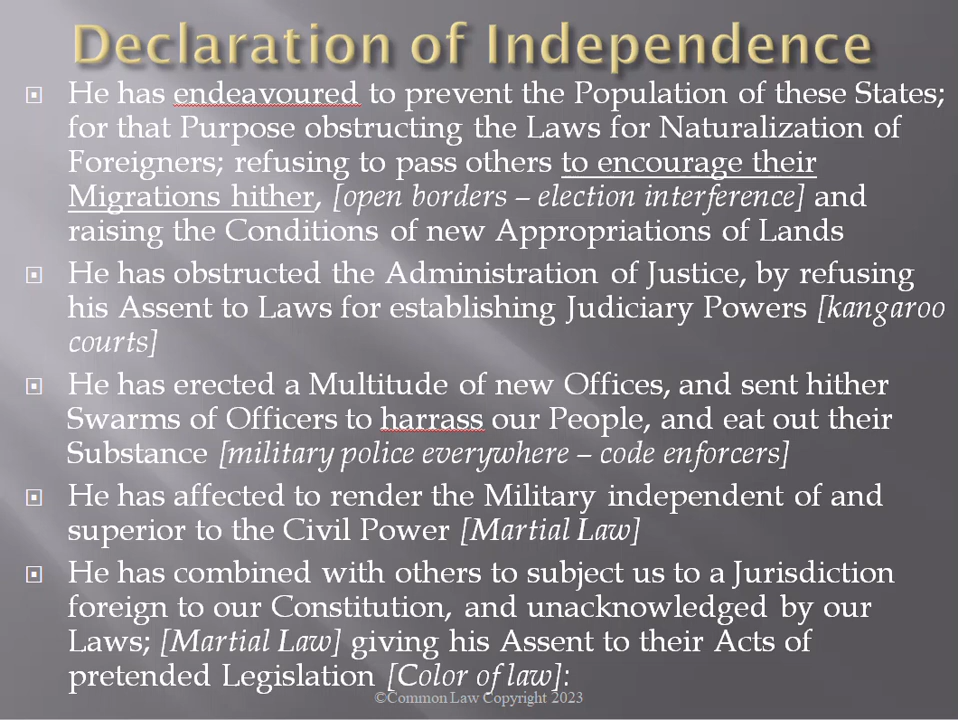 Declaration of Independence
He has endeavoured to prevent the Population of these States;
for that Purpose obstructing the Laws for Naturalization of
Foreigners; refusing to pass others to encourage their
Migrations hither, [open borders – election interference] and
raising the Conditions of new Appropriations of Lands
He has obstructed the Administration of Justice, by refusing
his Assent to Laws for establishing Judiciary Powers [kangaroo
courts]
He has erected a Multitude of new Offices, and sent hither
Swarms of Officers to harrass our People, and eat out their
Substance [military police everywhere – code enforcers]
He has affected to render the Military independent of and
superior to the Civil Power [Martial Law]
He has combined with others to subject us to a Jurisdiction
foreign to our Constitution, and unacknowledged by our
Laws; [Martial Law] giving his Assent to their Acts of
pretended Legislation [Color of law]:
©Common Law Copyright 2023